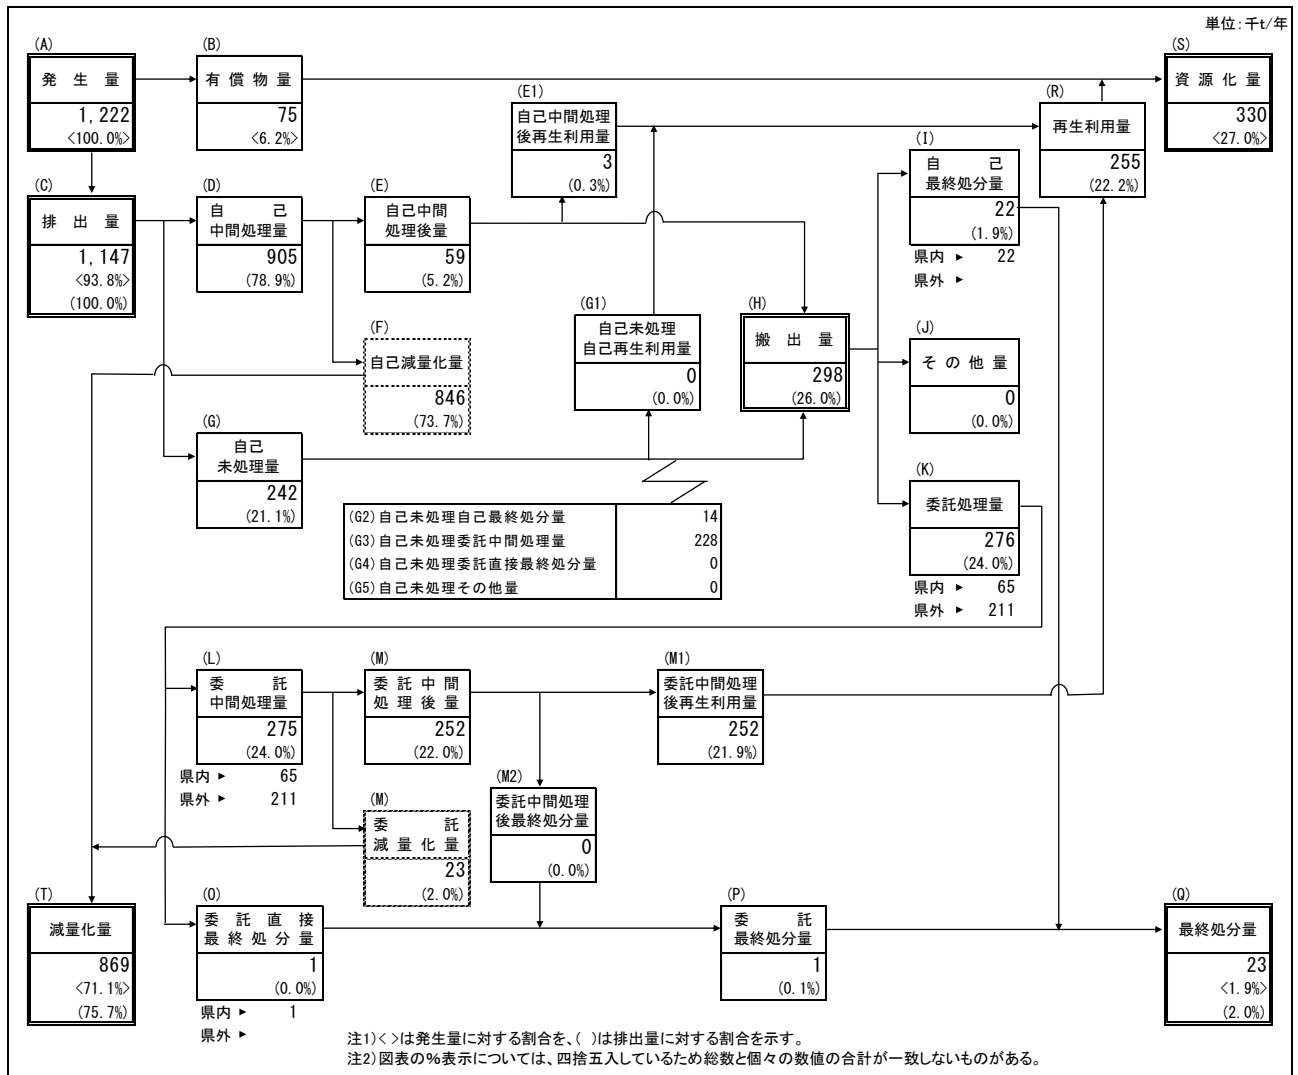 単位:千t/年
(A)
発生量
1,222
<100.0%>
(B)
有償物量
75
<6.2%>
(S)
資源化量
330
<27.0%>
(E1)
自己中間処理
後再生利用量
3
(0.3%)
(R)
再生利用量
255
(22.2%)
(C)
排出量
1,147
<93.8%>
(100.0%)
(D)
自己
中間処理量
905
(78.9%)
(E)
自己中間
処理後量
59
(5.2%)
(I)
自己
最終処分量
22
(1.9%)
県内 ► 22
県外 ►
(F)
自己減量化量
846
(73.7%)
(G1)
自己未処理
自己再生利用量
0
(0.0%)
(H)
搬出量
298
(26.0%)
(J)
その他量
0
(0.0%)
(G)
自己
未処理量
242
(21.1%)
(G2)自己未処理自己最終処分量 14
(G3)自己未処理委託中間処理量 228
(G4)自己未処理委託直接最終処分量 0
(G5)自己未処理その他量 0
(K)
委託処理量
276
(24.0%)
県内 ► 65
県外 ► 211
(L)
委託
中間処理量
275
(24.0%)
県内 ► 65
県外 ► 211
(M)
委託中間
処理後量
252
(22.0%)
(M1)
委託中間処理
後再生利用量
252
(21.9%)
(M)
委託
減量化量
23
(2.0%)
(M2)
委託中間処理
後最終処分量
0
(0.0%)
(T)
減量化量
869
<71.1%>
(75.7%)
(O)
委託直接
最終処分量
1
(0.0%)
県内 ► 1
県外 ►
(P)
委託
最終処分量
1
(0.1%)
(Q)
最終処分量
23
<1.9%>
(2.0%)
注1)< >は発生量に対する割合を、( )は排出量に対する割合を示す。
注2)図表の%表示については、四捨五入しているため総数と個々の数値の合計が一致しないものがある。